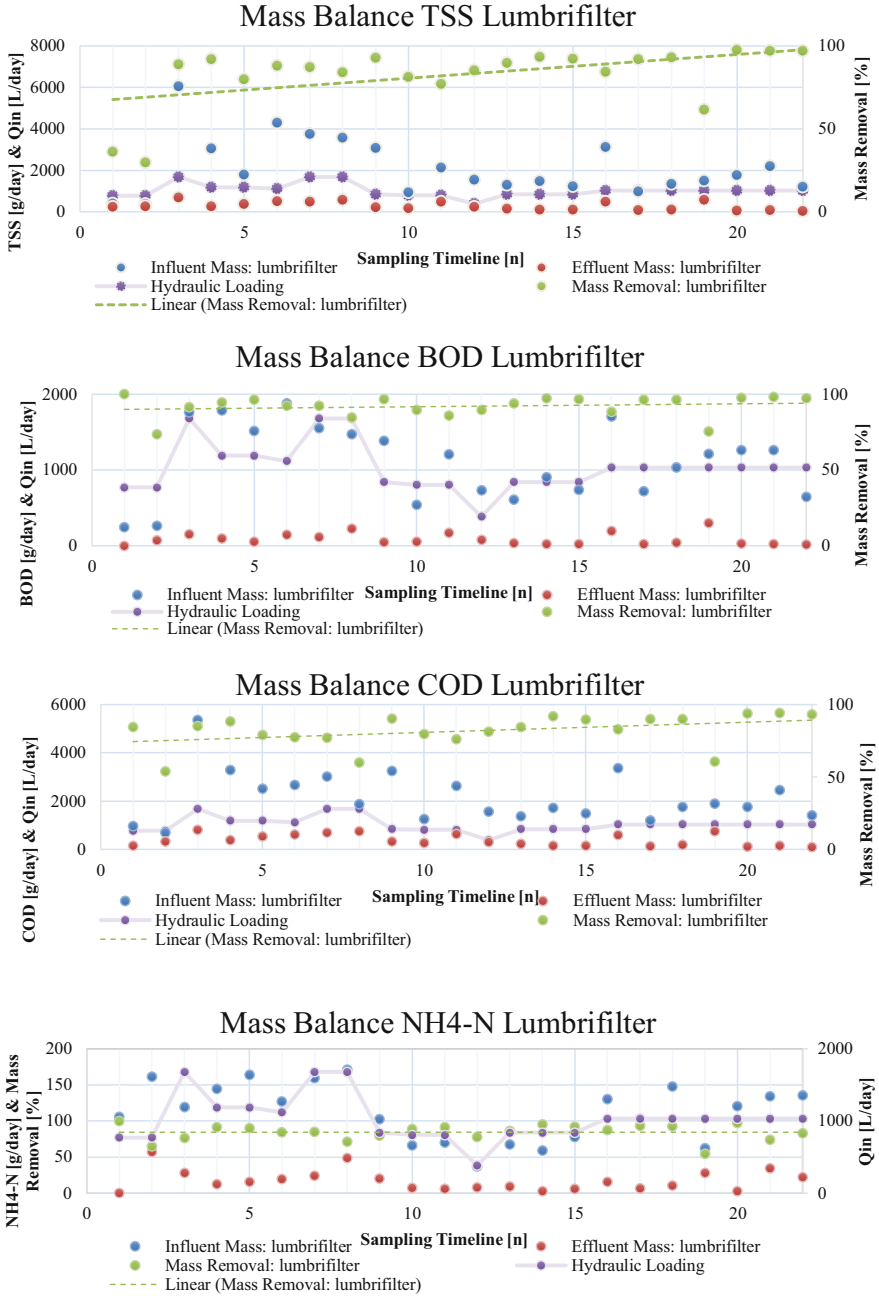 Mass Balance TSS Lumbrifilter
TSS [g/day] & Qin [L/day]
8000
6000
4000
2000
0
100
50
0
Mass Removal [%]
0 5 10 15 20
Sampling Timeline [n]
Influent Mass: lumbrifilter
Effluent Mass: lumbrifilter
Hydraulic Loading
Mass Removal: lumbrifilter
Linear (Mass Removal: lumbrifilter)
Mass Balance BOD Lumbrifilter
BOD [g/day] & Qin [L/day]
2000
1000
0
100
50
0
Mass Removal [%]
0 5 10 15 20
Sampling Timeline [n]
Influent Mass: lumbrifilter
Effluent Mass: lumbrifilter
Hydraulic Loading
Mass Removal: lumbrifilter
Linear (Mass Removal: lumbrifilter)
Mass Balance COD Lumbrifilter
COD [g/day] & Qin [L/day]
6000
4000
2000
0
100
50
0
Mass Removal [%]
0 5 10 15 20
Sampling Timeline [n]
Influent Mass: lumbrifilter
Effluent Mass: lumbrifilter
Hydraulic Loading
Mass Removal: lumbrifilter
Linear (Mass Removal: lumbrifilter)
Mass Balance NH4-N Lumbrifilter
NH4-N [g/day] & Mass
Removal [%]
200
150
100
50
0
2000
1000
0
Qin [L/day]
0 5 10 15 20
Sampling Timeline [n]
Influent Mass: lumbrifilter
Effluent Mass: lumbrifilter
Mass Removal: lumbrifilter
Hydraulic Loading
Linear (Mass Removal: lumbrifilter)